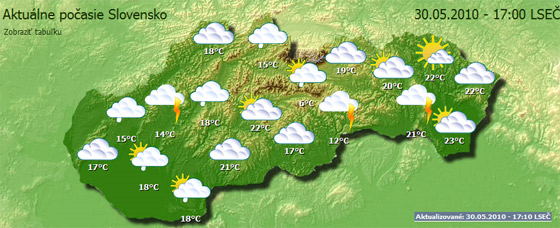 Aktuálne počasie Slovensko
30.05.2010 - 17:00 LSEČ
Zobraziť tabuľku
18°C
15°C
19°C
22°C
20°C
22°C
6°C
15°C
14°C
18°C
22°C
12°C
21°C
23°C
17°C
17°C
21°C
18°C
18°C
Aktualizované: 30.05.2010 - 17:10 LSEČ